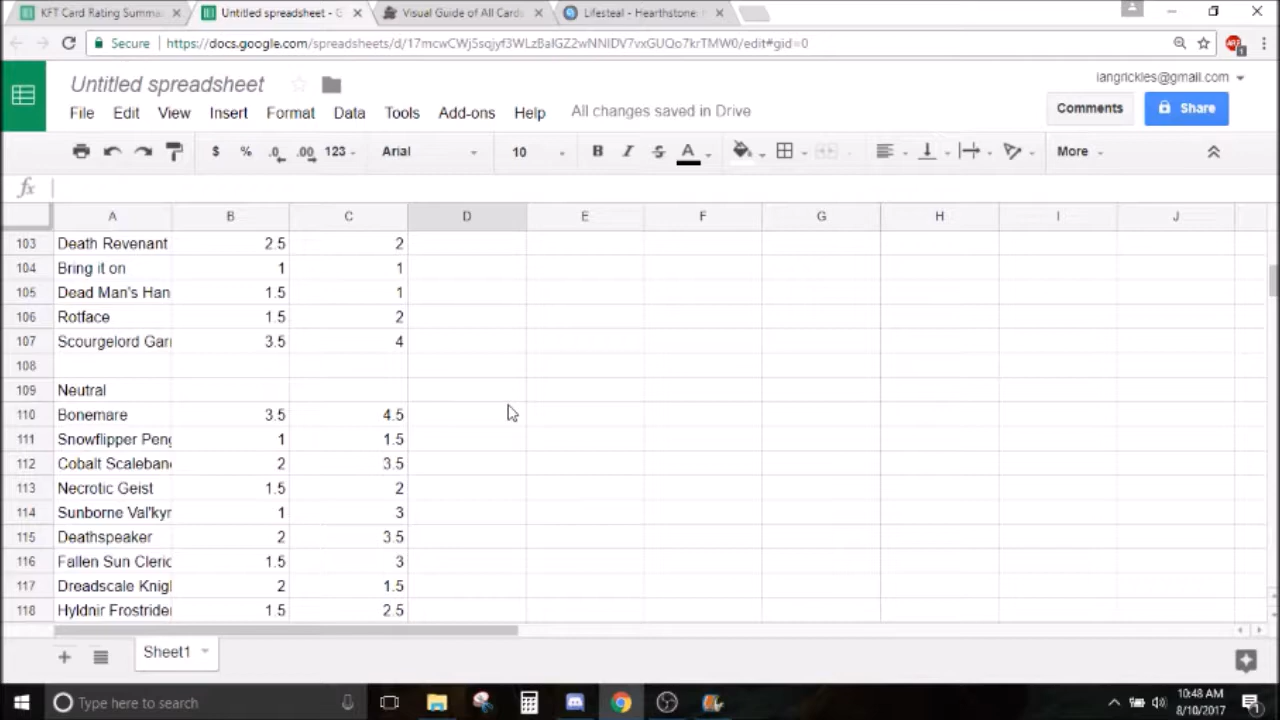 KFT Card Rating Summa
Untitled spreadsheet - G
Visual Guide of All Cards
Lifesteal - Hearthstone:
Secure
https://docs.google.com/spreadsheets/d/17mcwCWj5sqjyf3WLzBalGZ2wNNIDV7vxGUQo7krTMW0/edit#gid=0
Untitled spreadsheet
iangrickles@gmail.com
File Edit View Insert Format Data Tools Add-ons Help
All changes saved in Drive
Comments
Share
$ % .0 .00 123
Arial
10
B I S A
More
fx
A B C D E F G H I J
103 Death Revenant 2.5 2
104 Bring it on 1 1
105 Dead Man's Han 1.5 1
106 Rotface 1.5 2
107 Scourgelord Garr 3.5 4
108
109 Neutral
110 Bonemare 3.5 4.5
111 Snowflipper Peng 1 1.5
112 Cobalt Scaleban 2 3.5
113 Necrotic Geist 1.5 2
114 Sunborne Val'kyr 1 3
115 Deathspeaker 2 3.5
116 Fallen Sun Cleric 1.5 3
117 Dreadscale Knig 2 1.5
118 Hyldnir Frostrider 1.5 2.5
Sheet1
Type here to search
10:48 AM
8/10/2017